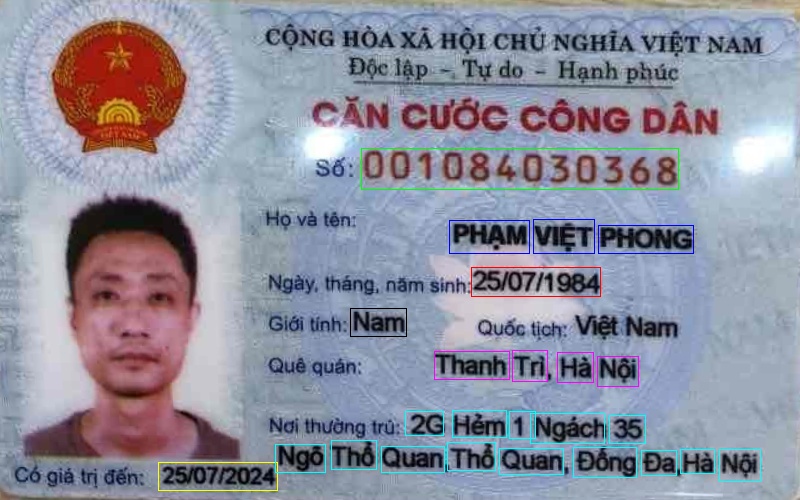 CỘNG HÒA XÃ HỘI CHỦ NGHĨA VIỆT NAM
Độc lập - Tự do - Hạnh phúc
CĂN CƯỚC CÔNG DÂN
Số: 001084030368
Họ và tên:
PHẠM VIỆT PHONG
Ngày, tháng, năm sinh: 25/07/1984
Giới tính: Nam Quốc tịch: Việt Nam
Quê quán: Thanh Trì, Hà Nội
Nơi thường trú: 2G Hẻm 1 Ngách 35
Ngõ Thổ Quan, Thổ Quan, Đống Đa, Hà Nội
Có giá trị đến: 25/07/2024